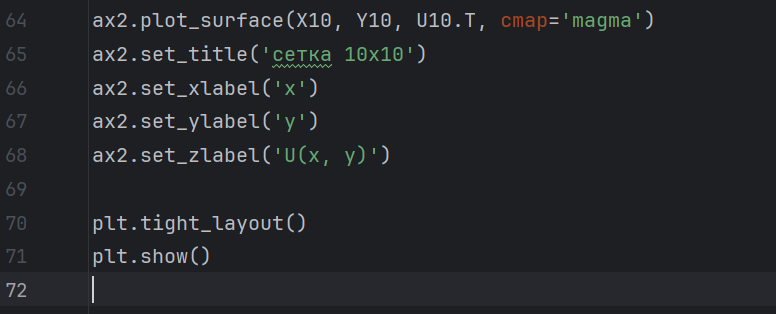 64 ax2.plot_surface(X10, Y10, U10.T, cmap='magma')
65 ax2.set_title('сетка 10x10')
66 ax2.set_xlabel('x')
67 ax2.set_ylabel('y')
68 ax2.set_zlabel('U(x, y)')
69
70 plt.tight_layout()
71 plt.show()
72